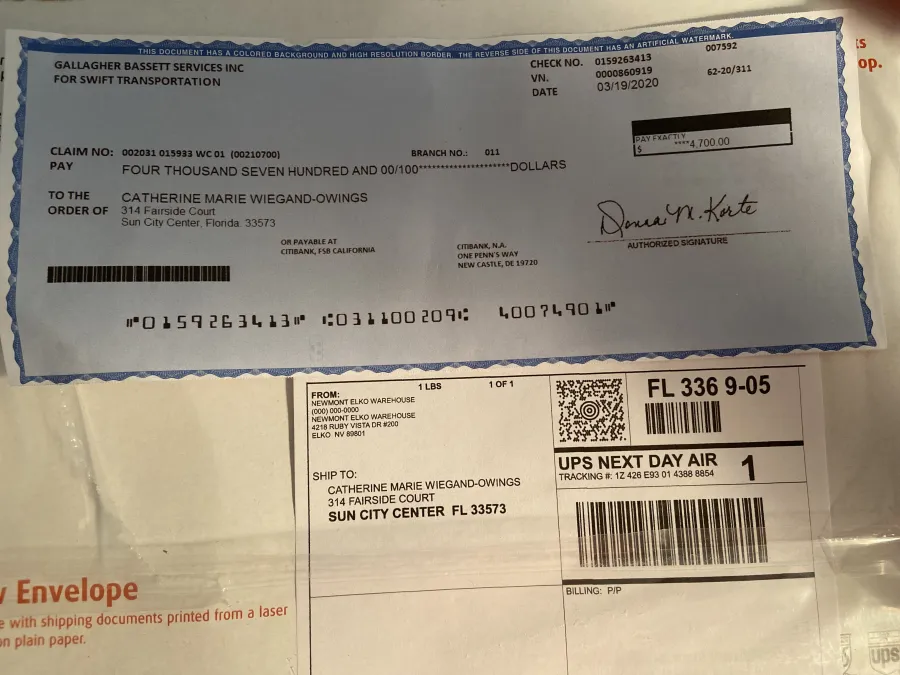 THIS DOCUMENT HAS A COLORED BACKGROUND AND HIGH RESOLUTION BORDER. THE REVERSE SIDE OF THIS DOCUMENT HAS AN ARTIFICIAL WATERMARK.
GALLAGHER BASSETT SERVICES INC
FOR SWIFT TRANSPORTATION
CHECK NO. 0159263413
007592
VN. 0000860919
62-20/311
DATE 03/19/2020
PAY EXACTLY
$ ****4,700.00
CLAIM NO: 002031 015933 WC 01 (00210700)
BRANCH NO.: 011
PAY FOUR THOUSAND SEVEN HUNDRED AND 00/100**********************DOLLARS
TO THE
ORDER OF
CATHERINE MARIE WIEGAND-OWINGS
314 Fairside Court
Sun City Center, Florida. 33573
Donna M. Korte
AUTHORIZED SIGNATURE
OR PAYABLE AT
CITIBANK, FSB CALIFORNIA
CITIBANK, N.A.
ONE PENN'S WAY
NEW CASTLE, DE 19720
⑈0159263413⑈ ⑆031100209⑆ 40074901⑈
ks
op.
FROM:
1 LBS
1 OF 1
NEWMONT ELKO WAREHOUSE
(000) 000-0000
NEWMONT ELKO WAREHOUSE
4218 RUBY VISTA DR #200
ELKO NV 89801
SHIP TO:
CATHERINE MARIE WIEGAND-OWINGS
314 FAIRSIDE COURT
SUN CITY CENTER FL 33573
FL 336 9-05
UPS NEXT DAY AIR 1
TRACKING #: 1Z 426 E93 01 4388 8854
BILLING: P/P
Envelope
e with shipping documents printed from a laser
on plain paper.
ups